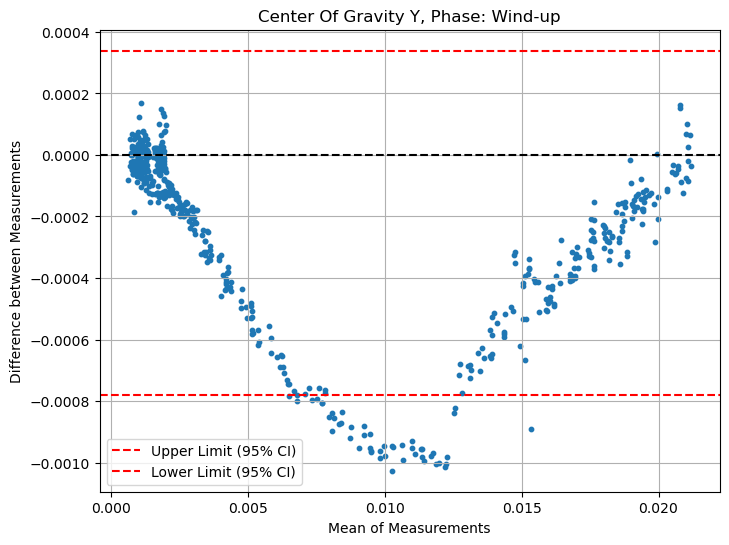 Center Of Gravity Y, Phase: Wind-up
0.0004
0.0002
0.0000
−0.0002
−0.0004
−0.0006
−0.0008
−0.0010
Difference between Measurements
Upper Limit (95% CI)
Lower Limit (95% CI)
0.000 0.005 0.010 0.015 0.020
Mean of Measurements